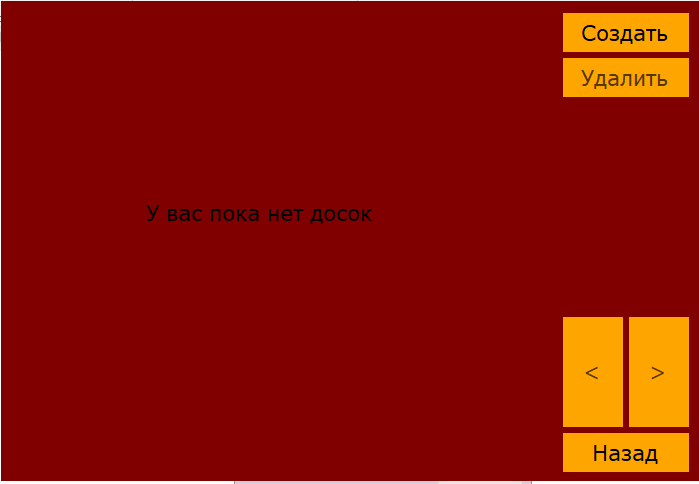 Создать
Удалить
У вас пока нет досок
< >
Назад